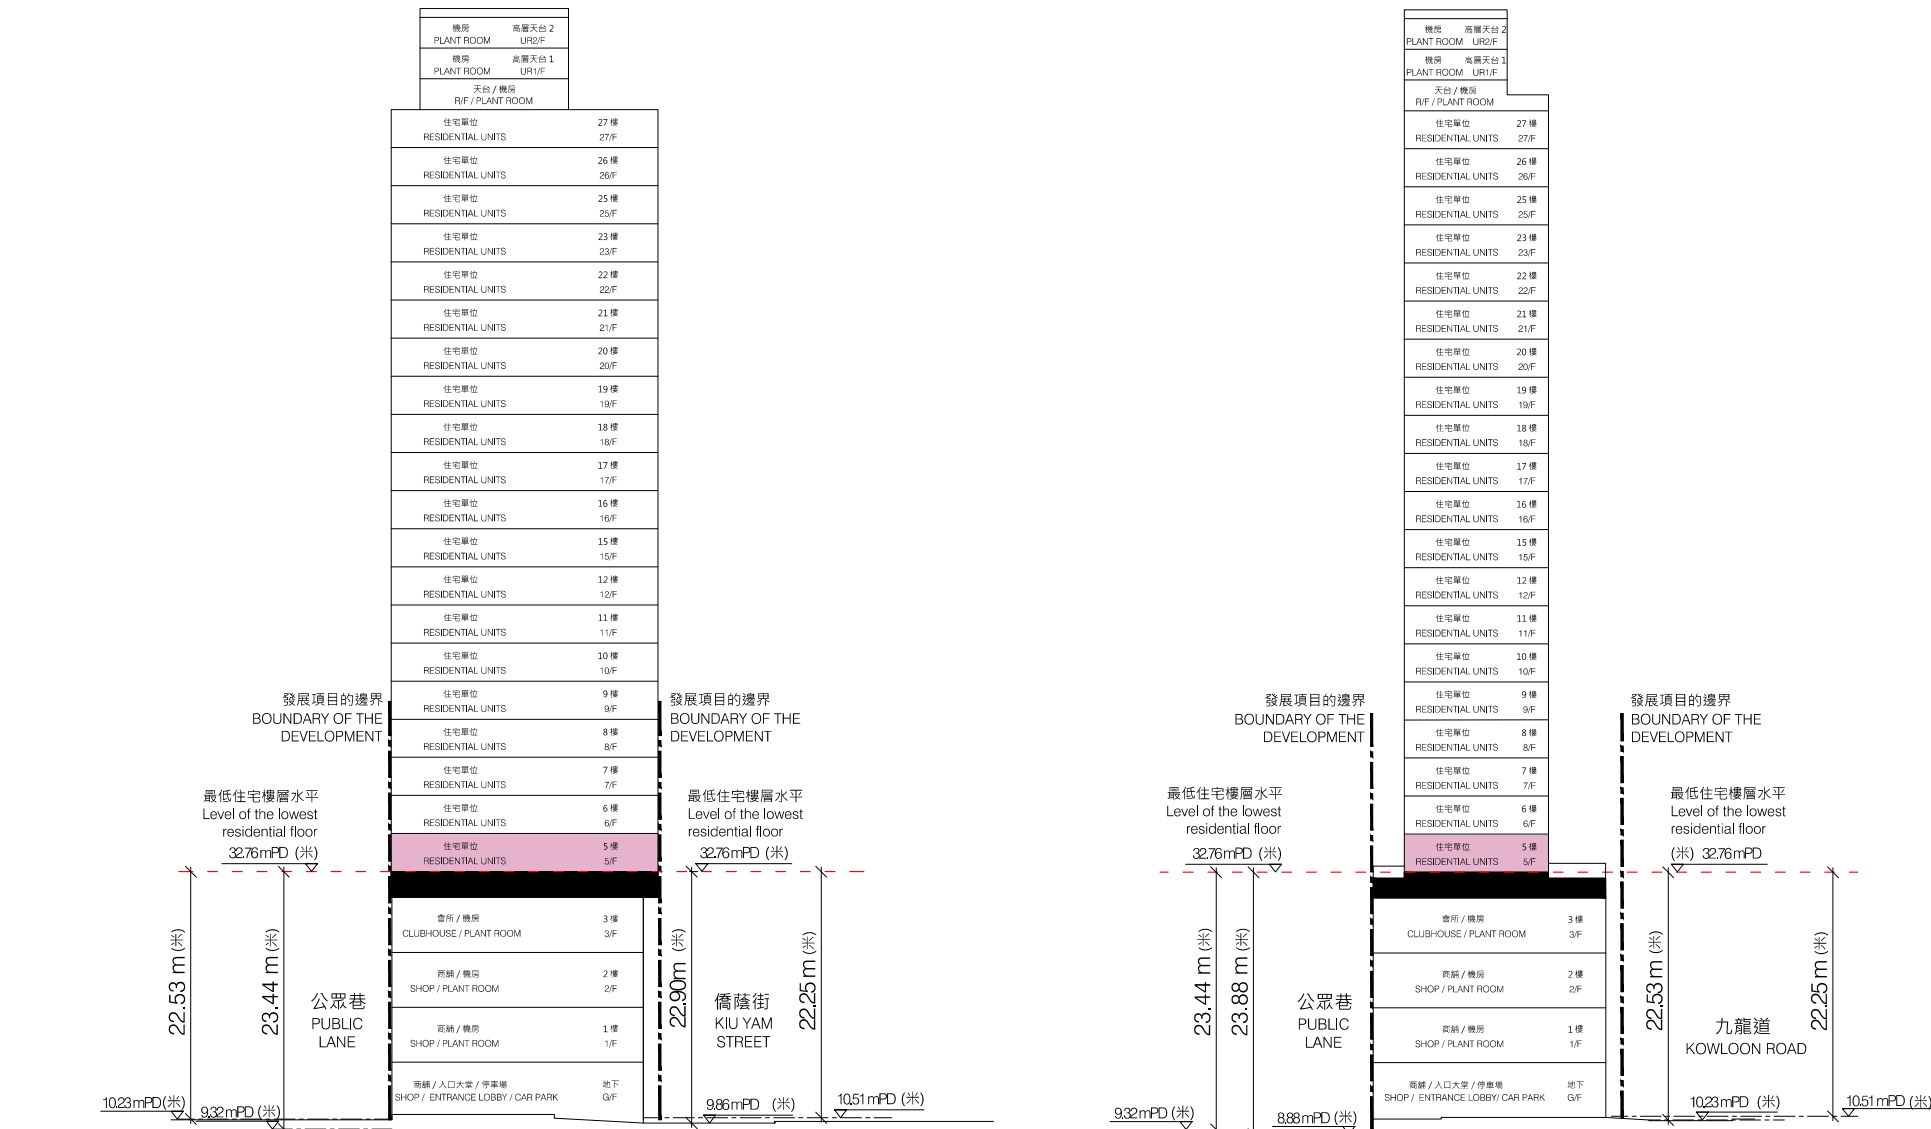 機房 高層天台 2
PLANT ROOM UR2/F
機房 高層天台 1
PLANT ROOM UR1/F
天台 / 機房
R/F / PLANT ROOM
住宅單位 27 樓
RESIDENTIAL UNITS 27/F
住宅單位 26 樓
RESIDENTIAL UNITS 26/F
住宅單位 25 樓
RESIDENTIAL UNITS 25/F
住宅單位 23 樓
RESIDENTIAL UNITS 23/F
住宅單位 22 樓
RESIDENTIAL UNITS 22/F
住宅單位 21 樓
RESIDENTIAL UNITS 21/F
住宅單位 20 樓
RESIDENTIAL UNITS 20/F
住宅單位 19 樓
RESIDENTIAL UNITS 19/F
住宅單位 18 樓
RESIDENTIAL UNITS 18/F
住宅單位 17 樓
RESIDENTIAL UNITS 17/F
住宅單位 16 樓
RESIDENTIAL UNITS 16/F
住宅單位 15 樓
RESIDENTIAL UNITS 15/F
住宅單位 12 樓
RESIDENTIAL UNITS 12/F
住宅單位 11 樓
RESIDENTIAL UNITS 11/F
住宅單位 10 樓
RESIDENTIAL UNITS 10/F
住宅單位 9 樓
RESIDENTIAL UNITS 9/F
住宅單位 8 樓
RESIDENTIAL UNITS 8/F
住宅單位 7 樓
RESIDENTIAL UNITS 7/F
住宅單位 6 樓
RESIDENTIAL UNITS 6/F
住宅單位 5 樓
RESIDENTIAL UNITS 5/F
會所 / 機房 3 樓
CLUBHOUSE / PLANT ROOM 3/F
商舖 / 機房 2 樓
SHOP / PLANT ROOM 2/F
商舖 / 機房 1 樓
SHOP / PLANT ROOM 1/F
商舖 / 入口大堂 / 停車場 地下
SHOP / ENTRANCE LOBBY / CAR PARK G/F
發展項目的邊界
BOUNDARY OF THE
DEVELOPMENT
最低住宅樓層水平
Level of the lowest
residential floor
32.76mPD (米)
22.53 m (米)
23.44 m (米)
公眾巷
PUBLIC
LANE
10.23mPD(米)
9.32mPD (米)
發展項目的邊界
BOUNDARY OF THE
DEVELOPMENT
最低住宅樓層水平
Level of the lowest
residential floor
32.76mPD (米)
22.90m (米)
22.25 m (米)
僑蔭街
KIU YAM
STREET
9.86mPD (米)
10.51 mPD (米)
機房 高層天台 2
PLANT ROOM UR2/F
機房 高層天台 1
PLANT ROOM UR1/F
天台 / 機房
R/F / PLANT ROOM
住宅單位 27 樓
RESIDENTIAL UNITS 27/F
住宅單位 26 樓
RESIDENTIAL UNITS 26/F
住宅單位 25 樓
RESIDENTIAL UNITS 25/F
住宅單位 23 樓
RESIDENTIAL UNITS 23/F
住宅單位 22 樓
RESIDENTIAL UNITS 22/F
住宅單位 21 樓
RESIDENTIAL UNITS 21/F
住宅單位 20 樓
RESIDENTIAL UNITS 20/F
住宅單位 19 樓
RESIDENTIAL UNITS 19/F
住宅單位 18 樓
RESIDENTIAL UNITS 18/F
住宅單位 17 樓
RESIDENTIAL UNITS 17/F
住宅單位 16 樓
RESIDENTIAL UNITS 16/F
住宅單位 15 樓
RESIDENTIAL UNITS 15/F
住宅單位 12 樓
RESIDENTIAL UNITS 12/F
住宅單位 11 樓
RESIDENTIAL UNITS 11/F
住宅單位 10 樓
RESIDENTIAL UNITS 10/F
住宅單位 9 樓
RESIDENTIAL UNITS 9/F
住宅單位 8 樓
RESIDENTIAL UNITS 8/F
住宅單位 7 樓
RESIDENTIAL UNITS 7/F
住宅單位 6 樓
RESIDENTIAL UNITS 6/F
住宅單位 5 樓
RESIDENTIAL UNITS 5/F
會所 / 機房 3 樓
CLUBHOUSE / PLANT ROOM 3/F
商舖 / 機房 2 樓
SHOP / PLANT ROOM 2/F
商舖 / 機房 1 樓
SHOP / PLANT ROOM 1/F
商舖 / 入口大堂 / 停車場 地下
SHOP / ENTRANCE LOBBY/ CAR PARK G/F
發展項目的邊界
BOUNDARY OF THE
DEVELOPMENT
最低住宅樓層水平
Level of the lowest
residential floor
32.76mPD (米)
23.44 m (米)
23.88 m (米)
公眾巷
PUBLIC
LANE
9.32mPD (米)
8.88mPD (米)
發展項目的邊界
BOUNDARY OF THE
DEVELOPMENT
最低住宅樓層水平
Level of the lowest
residential floor
(米) 32.76mPD
22.53 m (米)
22.25 m (米)
九龍道
KOWLOON ROAD
10.23mPD (米)
10.51 mPD (米)